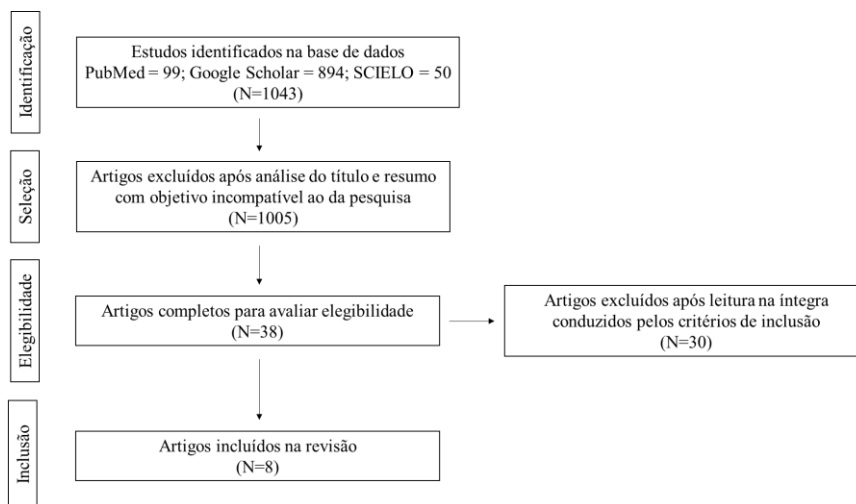 Identificação
Estudos identificados na base de dados
PubMed = 99; Google Scholar = 894; SCIELO = 50
(N=1043)
Seleção
Artigos excluídos após análise do título e resumo
com objetivo incompatível ao da pesquisa
(N=1005)
Elegibilidade
Artigos completos para avaliar elegibilidade
(N=38)
Artigos excluídos após leitura na íntegra
conduzidos pelos critérios de inclusão
(N=30)
Inclusão
Artigos incluídos na revisão
(N=8)